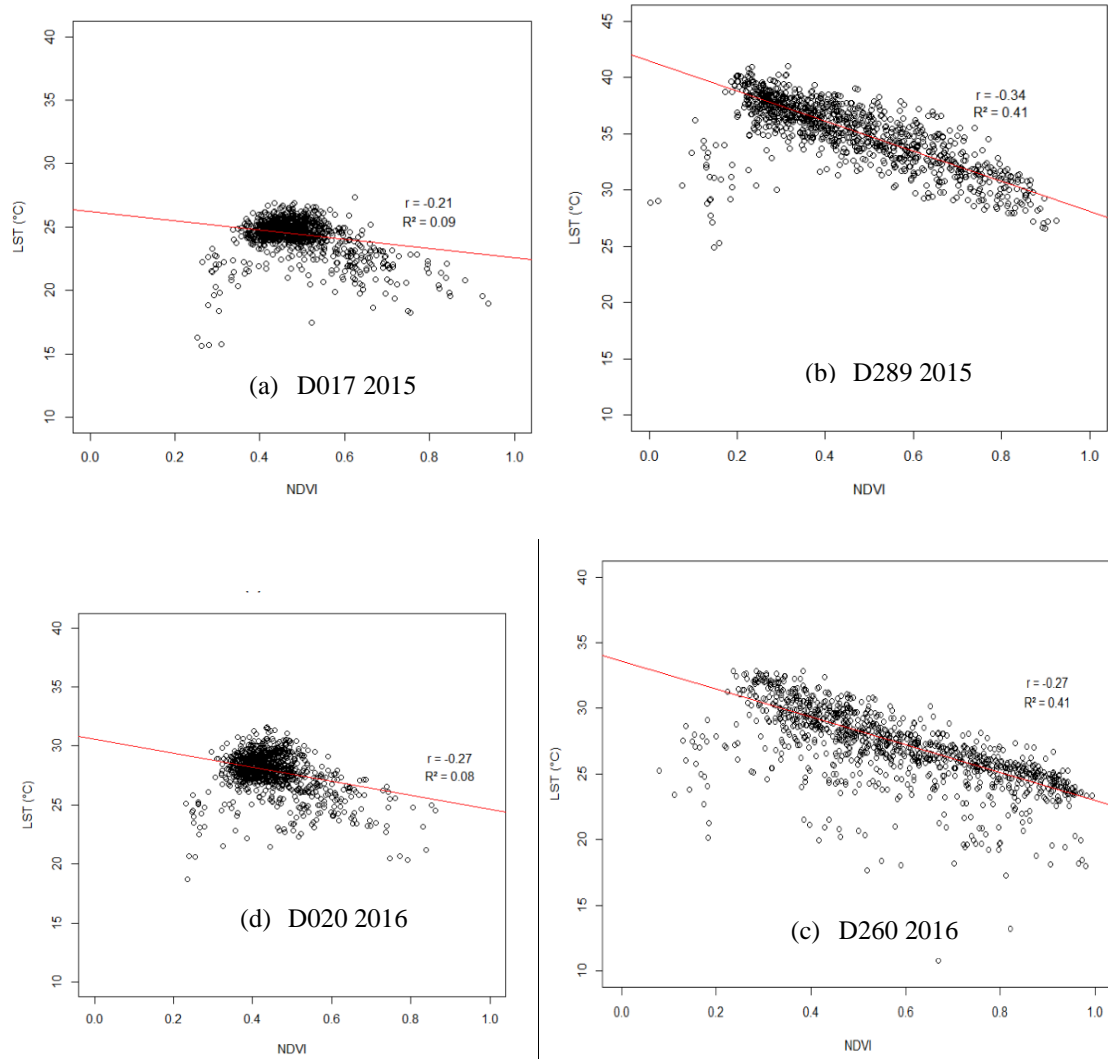 40
35
30
25
20
15
10
LST (°C)
r = -0.21
R² = 0.09
(a) D017 2015
0.0 0.2 0.4 0.6 0.8 1.0
NDVI
45
40
35
30
25
20
15
10
LST (°C)
r = -0.34
R² = 0.41
(b) D289 2015
0.0 0.2 0.4 0.6 0.8 1.0
NDVI
40
35
30
25
20
15
10
LST (°C)
r = -0.27
R² = 0.08
(d) D020 2016
0.0 0.2 0.4 0.6 0.8 1.0
NDVI
40
35
30
25
20
15
10
LST (°C)
r = -0.27
R² = 0.41
(c) D260 2016
0.0 0.2 0.4 0.6 0.8 1.0
NDVI